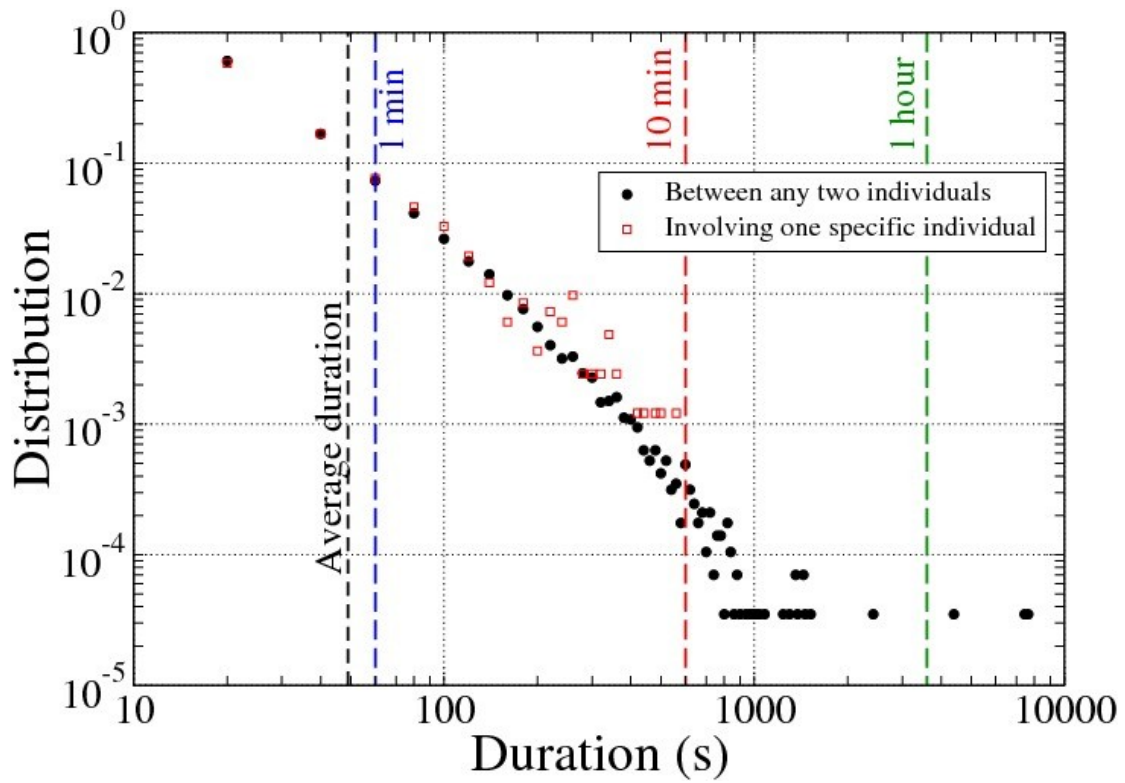 10^0
10^-1
10^-2
10^-3
10^-4
10^-5
Distribution
Average duration
1 min
10 min
1 hour
Between any two individuals
Involving one specific individual
10
100
1000
10000
Duration (s)